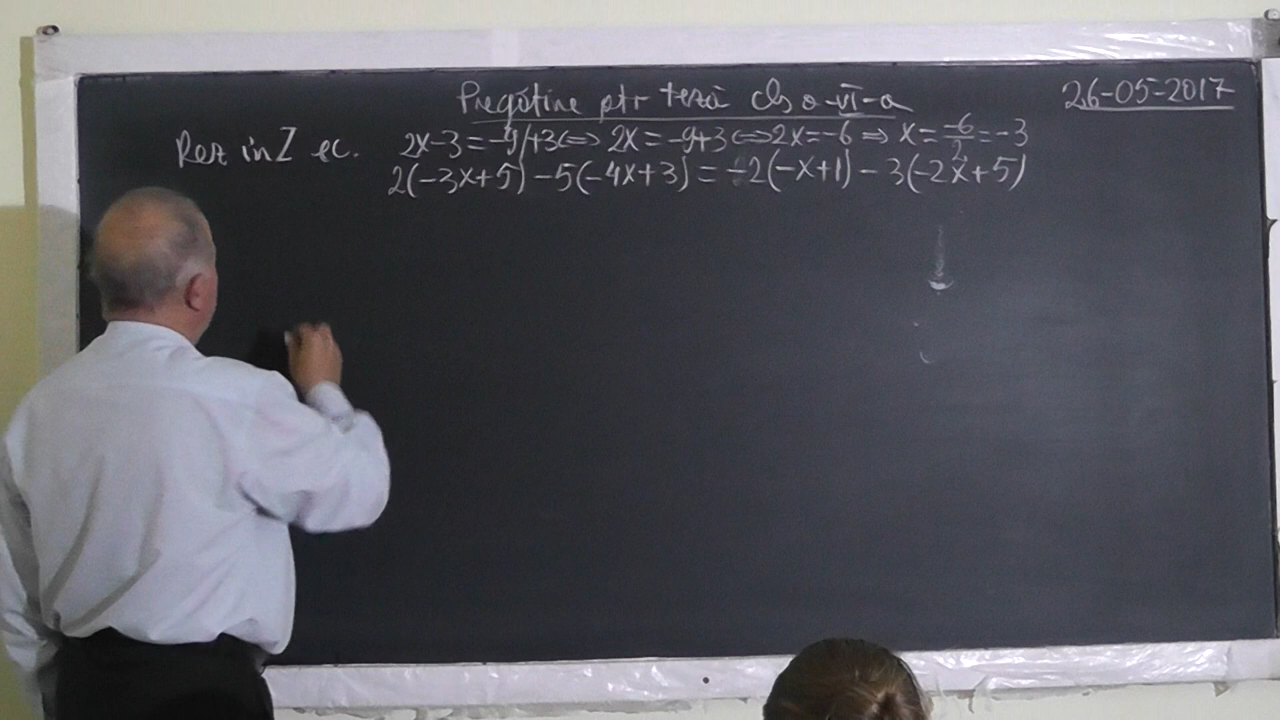 Pregătire ptr teză cls a-VI-a
26-05-2017
Rez in Z ec. 2x-3=-9/+3⇔ 2x=-9+3⇔2x=-6 ⇒ x=-6/2=-3
2(-3x+5)-5(-4x+3)=-2(-x+1)-3(-2x+5)